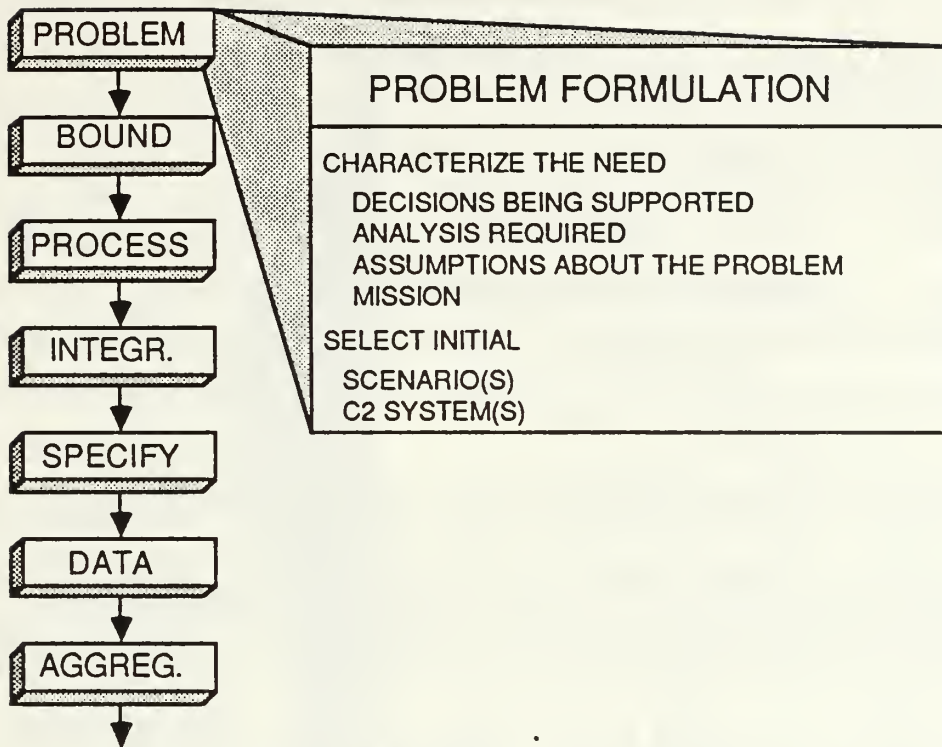 PROBLEM
BOUND
PROCESS
INTEGR.
SPECIFY
DATA
AGGREG.
PROBLEM FORMULATION
CHARACTERIZE THE NEED
DECISIONS BEING SUPPORTED
ANALYSIS REQUIRED
ASSUMPTIONS ABOUT THE PROBLEM
MISSION
SELECT INITIAL
SCENARIO(S)
C2 SYSTEM(S)